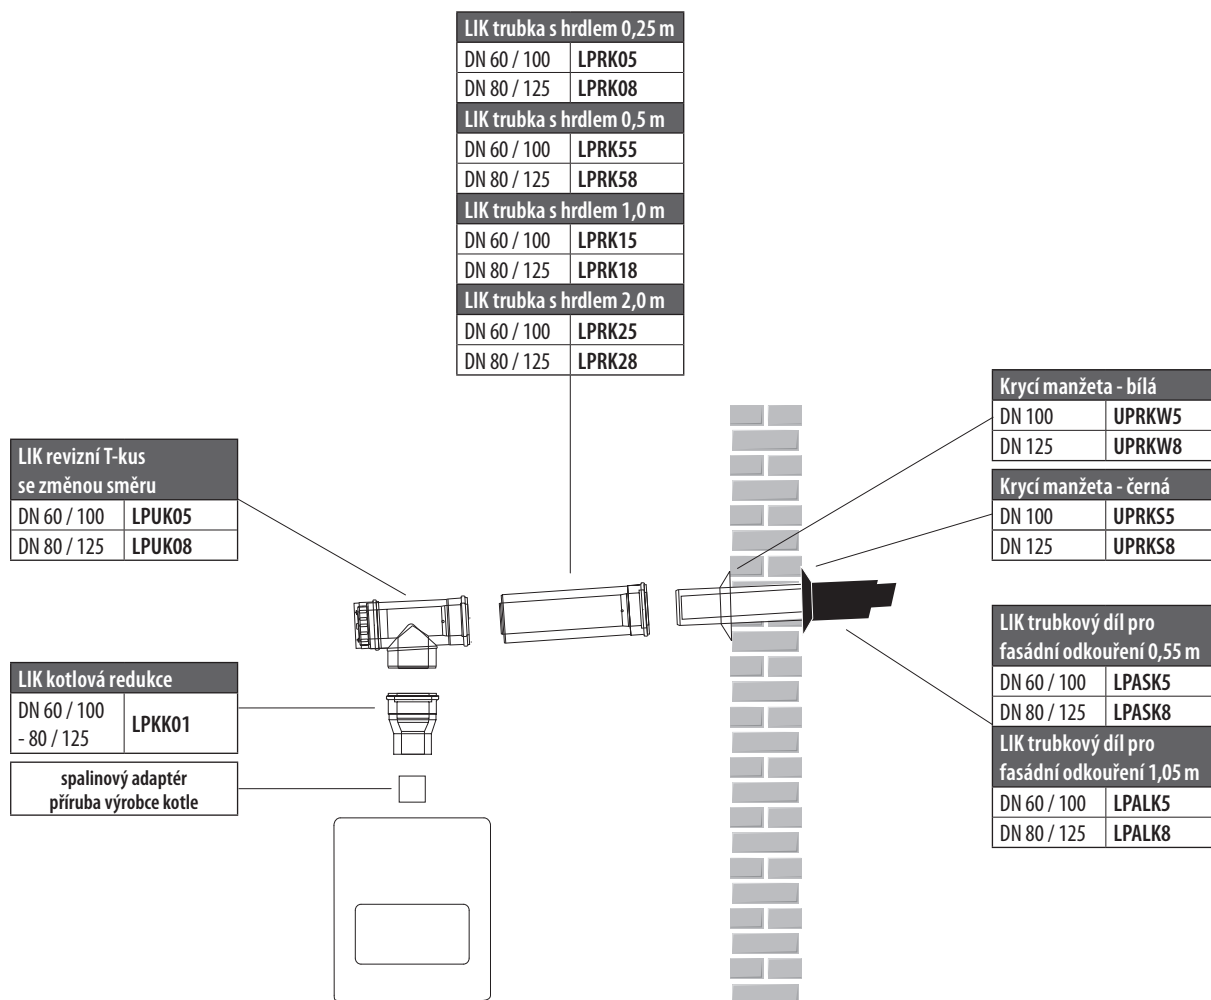 LIK trubka s hrdlem 0,25 m
DN 60 / 100 LPRK05
DN 80 / 125 LPRK08
LIK trubka s hrdlem 0,5 m
DN 60 / 100 LPRK55
DN 80 / 125 LPRK58
LIK trubka s hrdlem 1,0 m
DN 60 / 100 LPRK15
DN 80 / 125 LPRK18
LIK trubka s hrdlem 2,0 m
DN 60 / 100 LPRK25
DN 80 / 125 LPRK28
Krycí manžeta - bílá
DN 100 UPRKW5
DN 125 UPRKW8
Krycí manžeta - černá
DN 100 UPRKS5
DN 125 UPRKS8
LIK revizní T-kus
se změnou směru
DN 60 / 100 LPUK05
DN 80 / 125 LPUK08
LIK trubkový díl pro
fasádní odkouření 0,55 m
DN 60 / 100 LPASK5
DN 80 / 125 LPASK8
LIK trubkový díl pro
fasádní odkouření 1,05 m
DN 60 / 100 LPALK5
DN 80 / 125 LPALK8
LIK kotlová redukce
DN 60 / 100
- 80 / 125
LPKK01
spalinový adaptér
příruba výrobce kotle